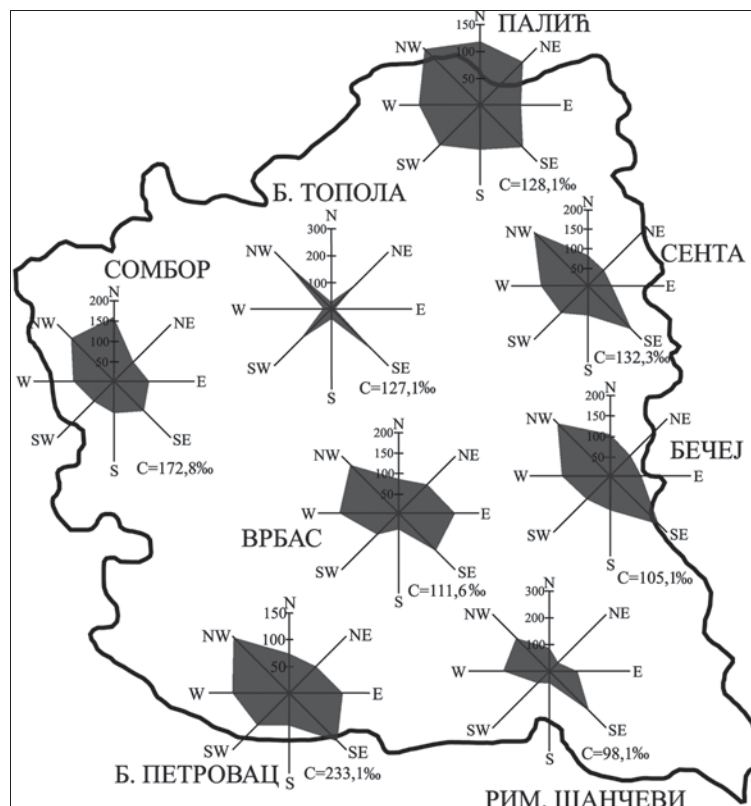 ПАЛИЋ
N
150
100
50
NW
NE
W
E
SW
SE
S
C=128,1‰
Б. ТОПОЛА
N
300
200
100
NW
NE
W
E
SW
SE
S
C=127,1‰
СЕНТА
N
200
150
100
50
NW
NE
W
E
SW
SE
S
C=132,3‰
СОМБОР
N
200
150
100
50
NW
NE
W
E
SW
SE
S
C=172,8‰
БЕЧЕЈ
N
200
150
100
50
NW
NE
W
E
SW
SE
S
C=105,1‰
ВРБАС
N
200
150
100
50
NW
NE
W
E
SW
SE
S
C=111,6‰
Б. ПЕТРОВАЦ
N
150
100
50
NW
NE
W
E
SW
SE
S
C=233,1‰
N
300
200
100
NW
NE
W
E
SW
SE
S
C=98,1‰
РИМ. ШАНЧЕВИ